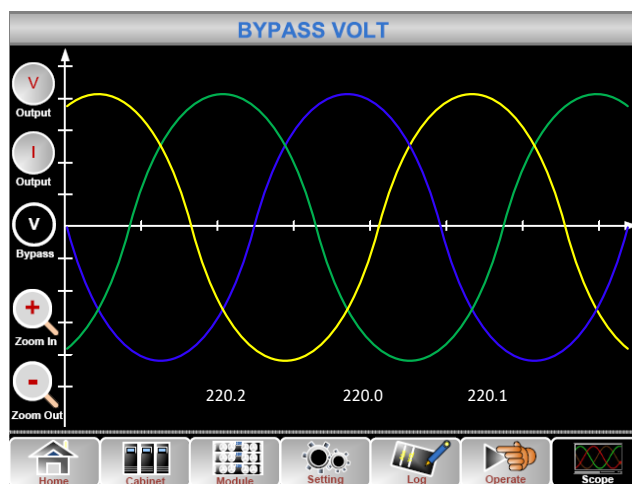 BYPASS VOLT
V
Output
I
Output
V
Bypass
+
Zoom In
-
Zoom Out
220.2 220.0 220.1
Home Cabinet Module Setting Log Operate Scope